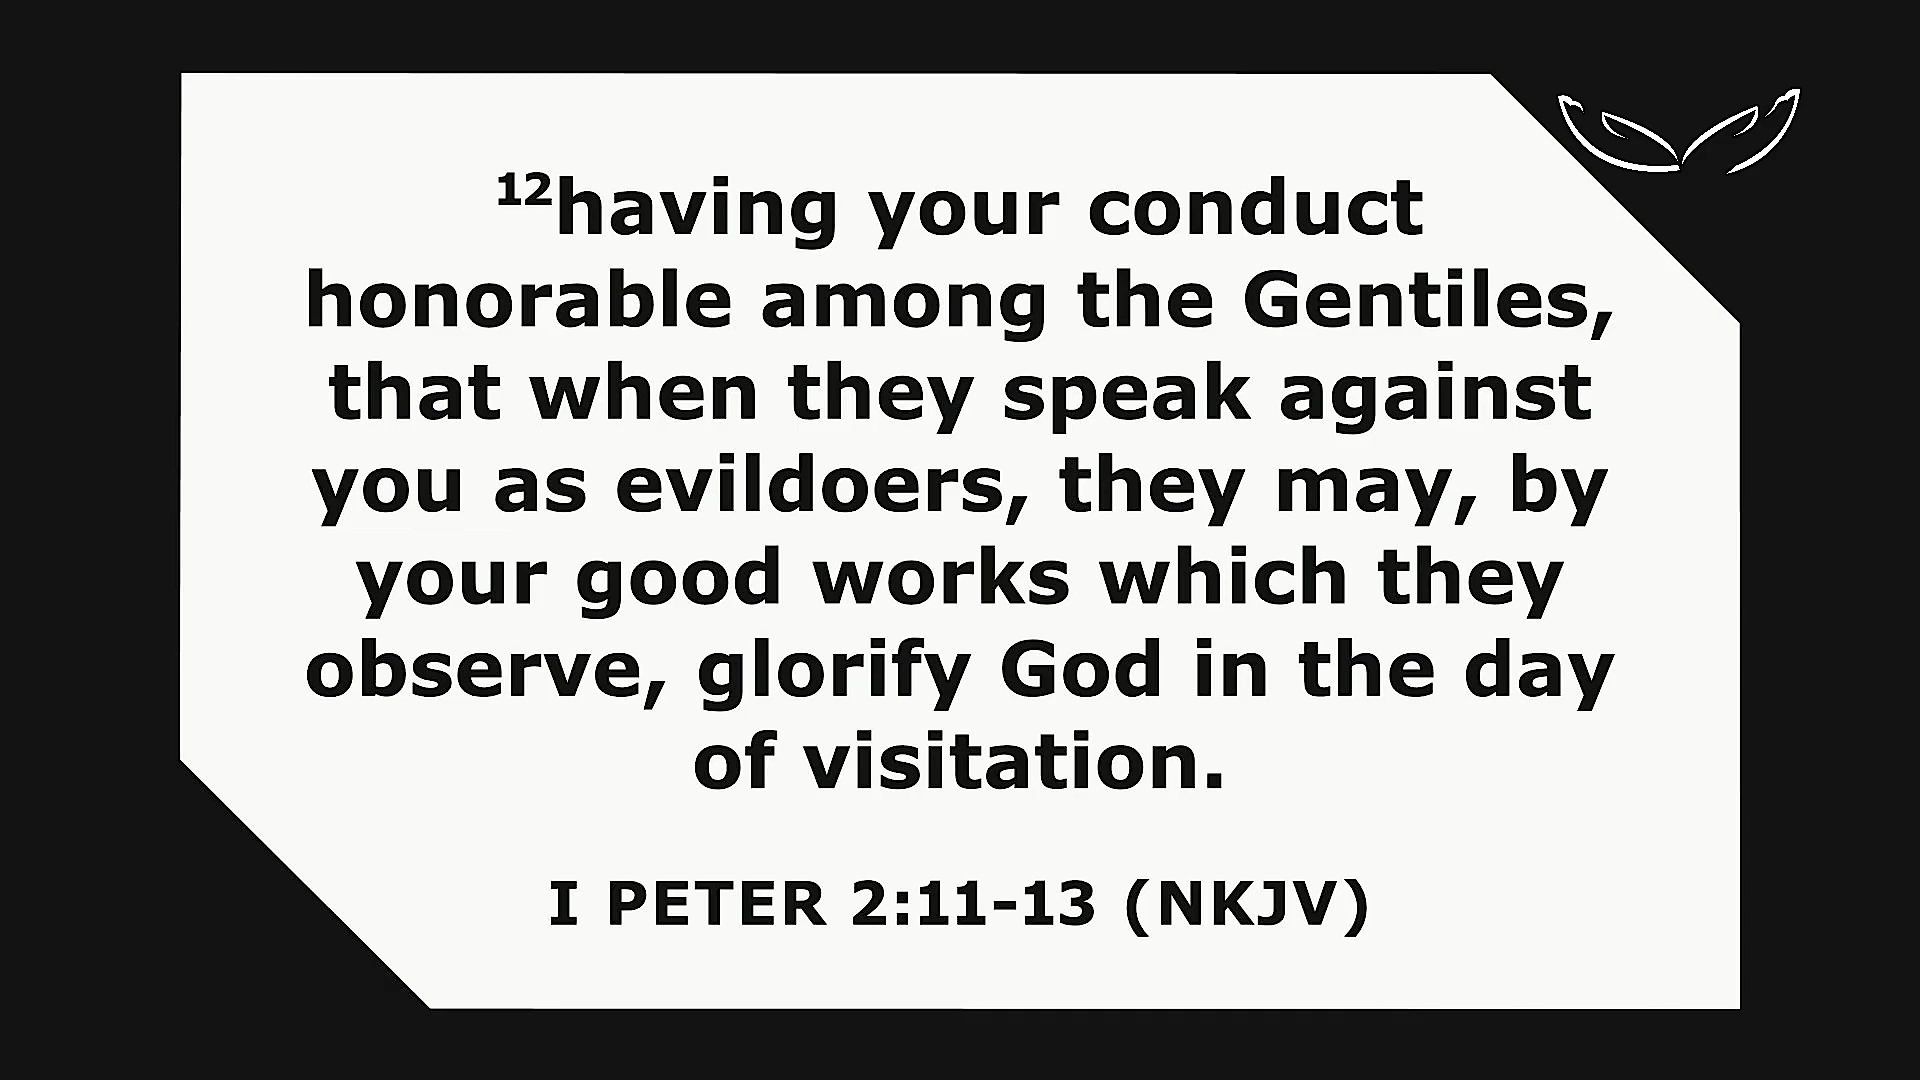 ¹²having your conduct
honorable among the Gentiles,
that when they speak against
you as evildoers, they may, by
your good works which they
observe, glorify God in the day
of visitation.
I PETER 2:11-13 (NKJV)